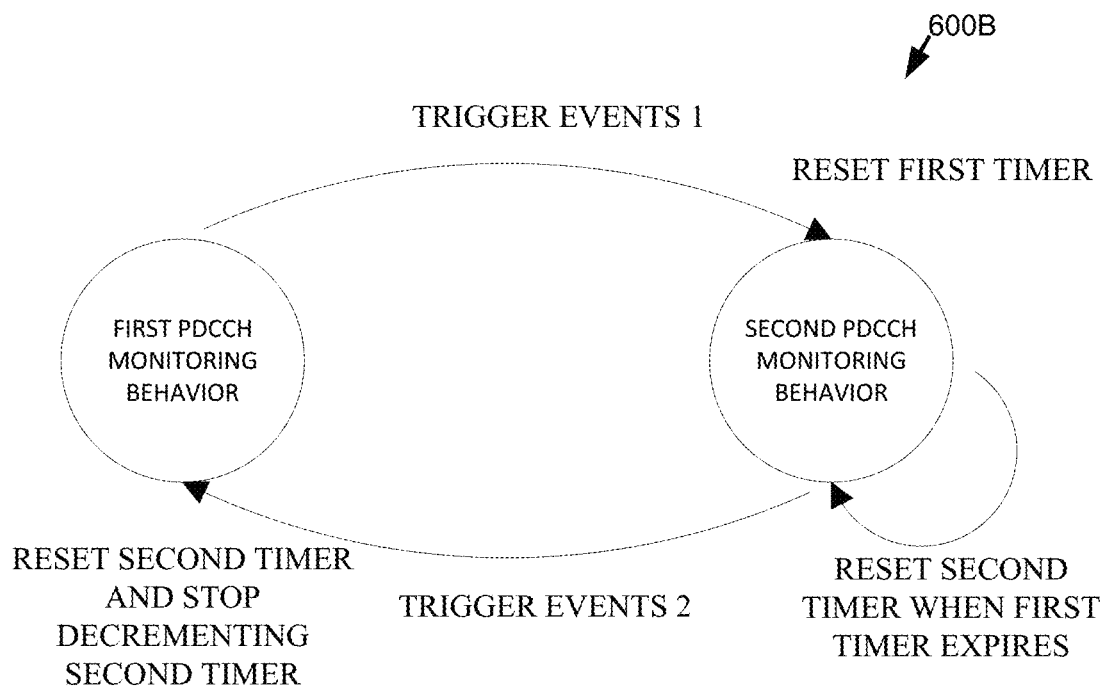 600B
TRIGGER EVENTS 1
RESET FIRST TIMER
FIRST PDCCH
MONITORING
BEHAVIOR
SECOND PDCCH
MONITORING
BEHAVIOR
RESET SECOND TIMER
AND STOP
DECREMENTING
SECOND TIMER
TRIGGER EVENTS 2
RESET SECOND
TIMER WHEN FIRST
TIMER EXPIRES